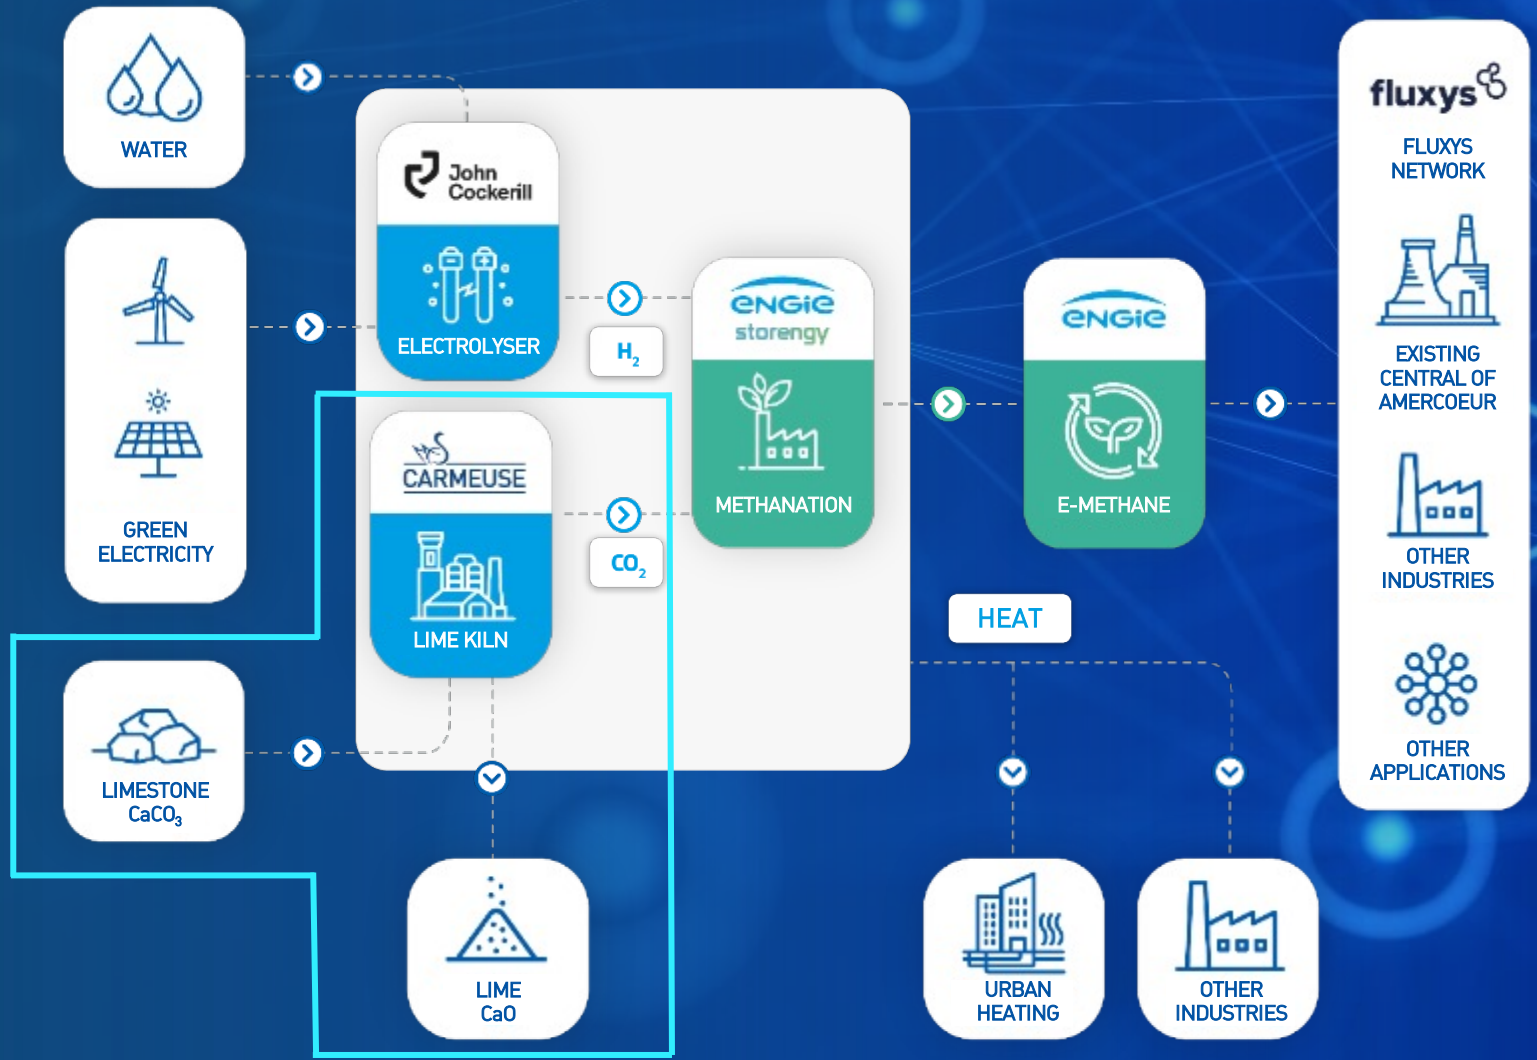 WATER
GREEN
ELECTRICITY
LIMESTONE
CaCO₃
John
Cockerill
ELECTROLYSER
H₂
CARMEUSE
LIME KILN
CO₂
LIME
CaO
ENGIE
storengy
METHANATION
ENGIE
E-METHANE
HEAT
URBAN
HEATING
OTHER
INDUSTRIES
fluxys
FLUXYS
NETWORK
EXISTING
CENTRAL OF
AMERCOEUR
OTHER
INDUSTRIES
OTHER
APPLICATIONS